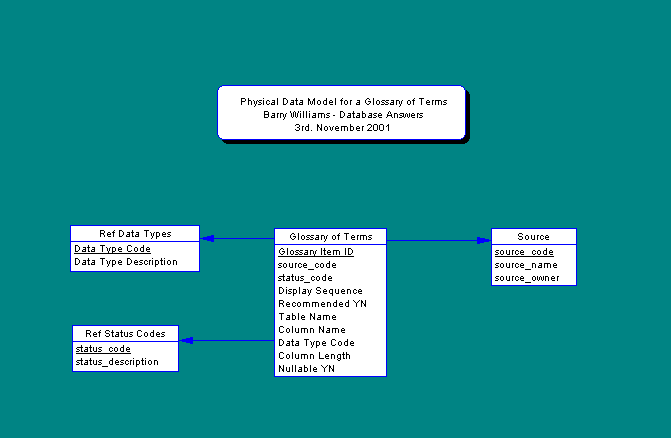 Physical Data Model for a Glossary of Terms
Barry Williams - Database Answers
3rd. November 2001
Ref Data Types
Data Type Code
Data Type Description
Glossary of Terms
Glossary Item ID
source_code
status_code
Display Sequence
Recommended YN
Table Name
Column Name
Data Type Code
Column Length
Nullable YN
Source
source_code
source_name
source_owner
Ref Status Codes
status_code
status_description